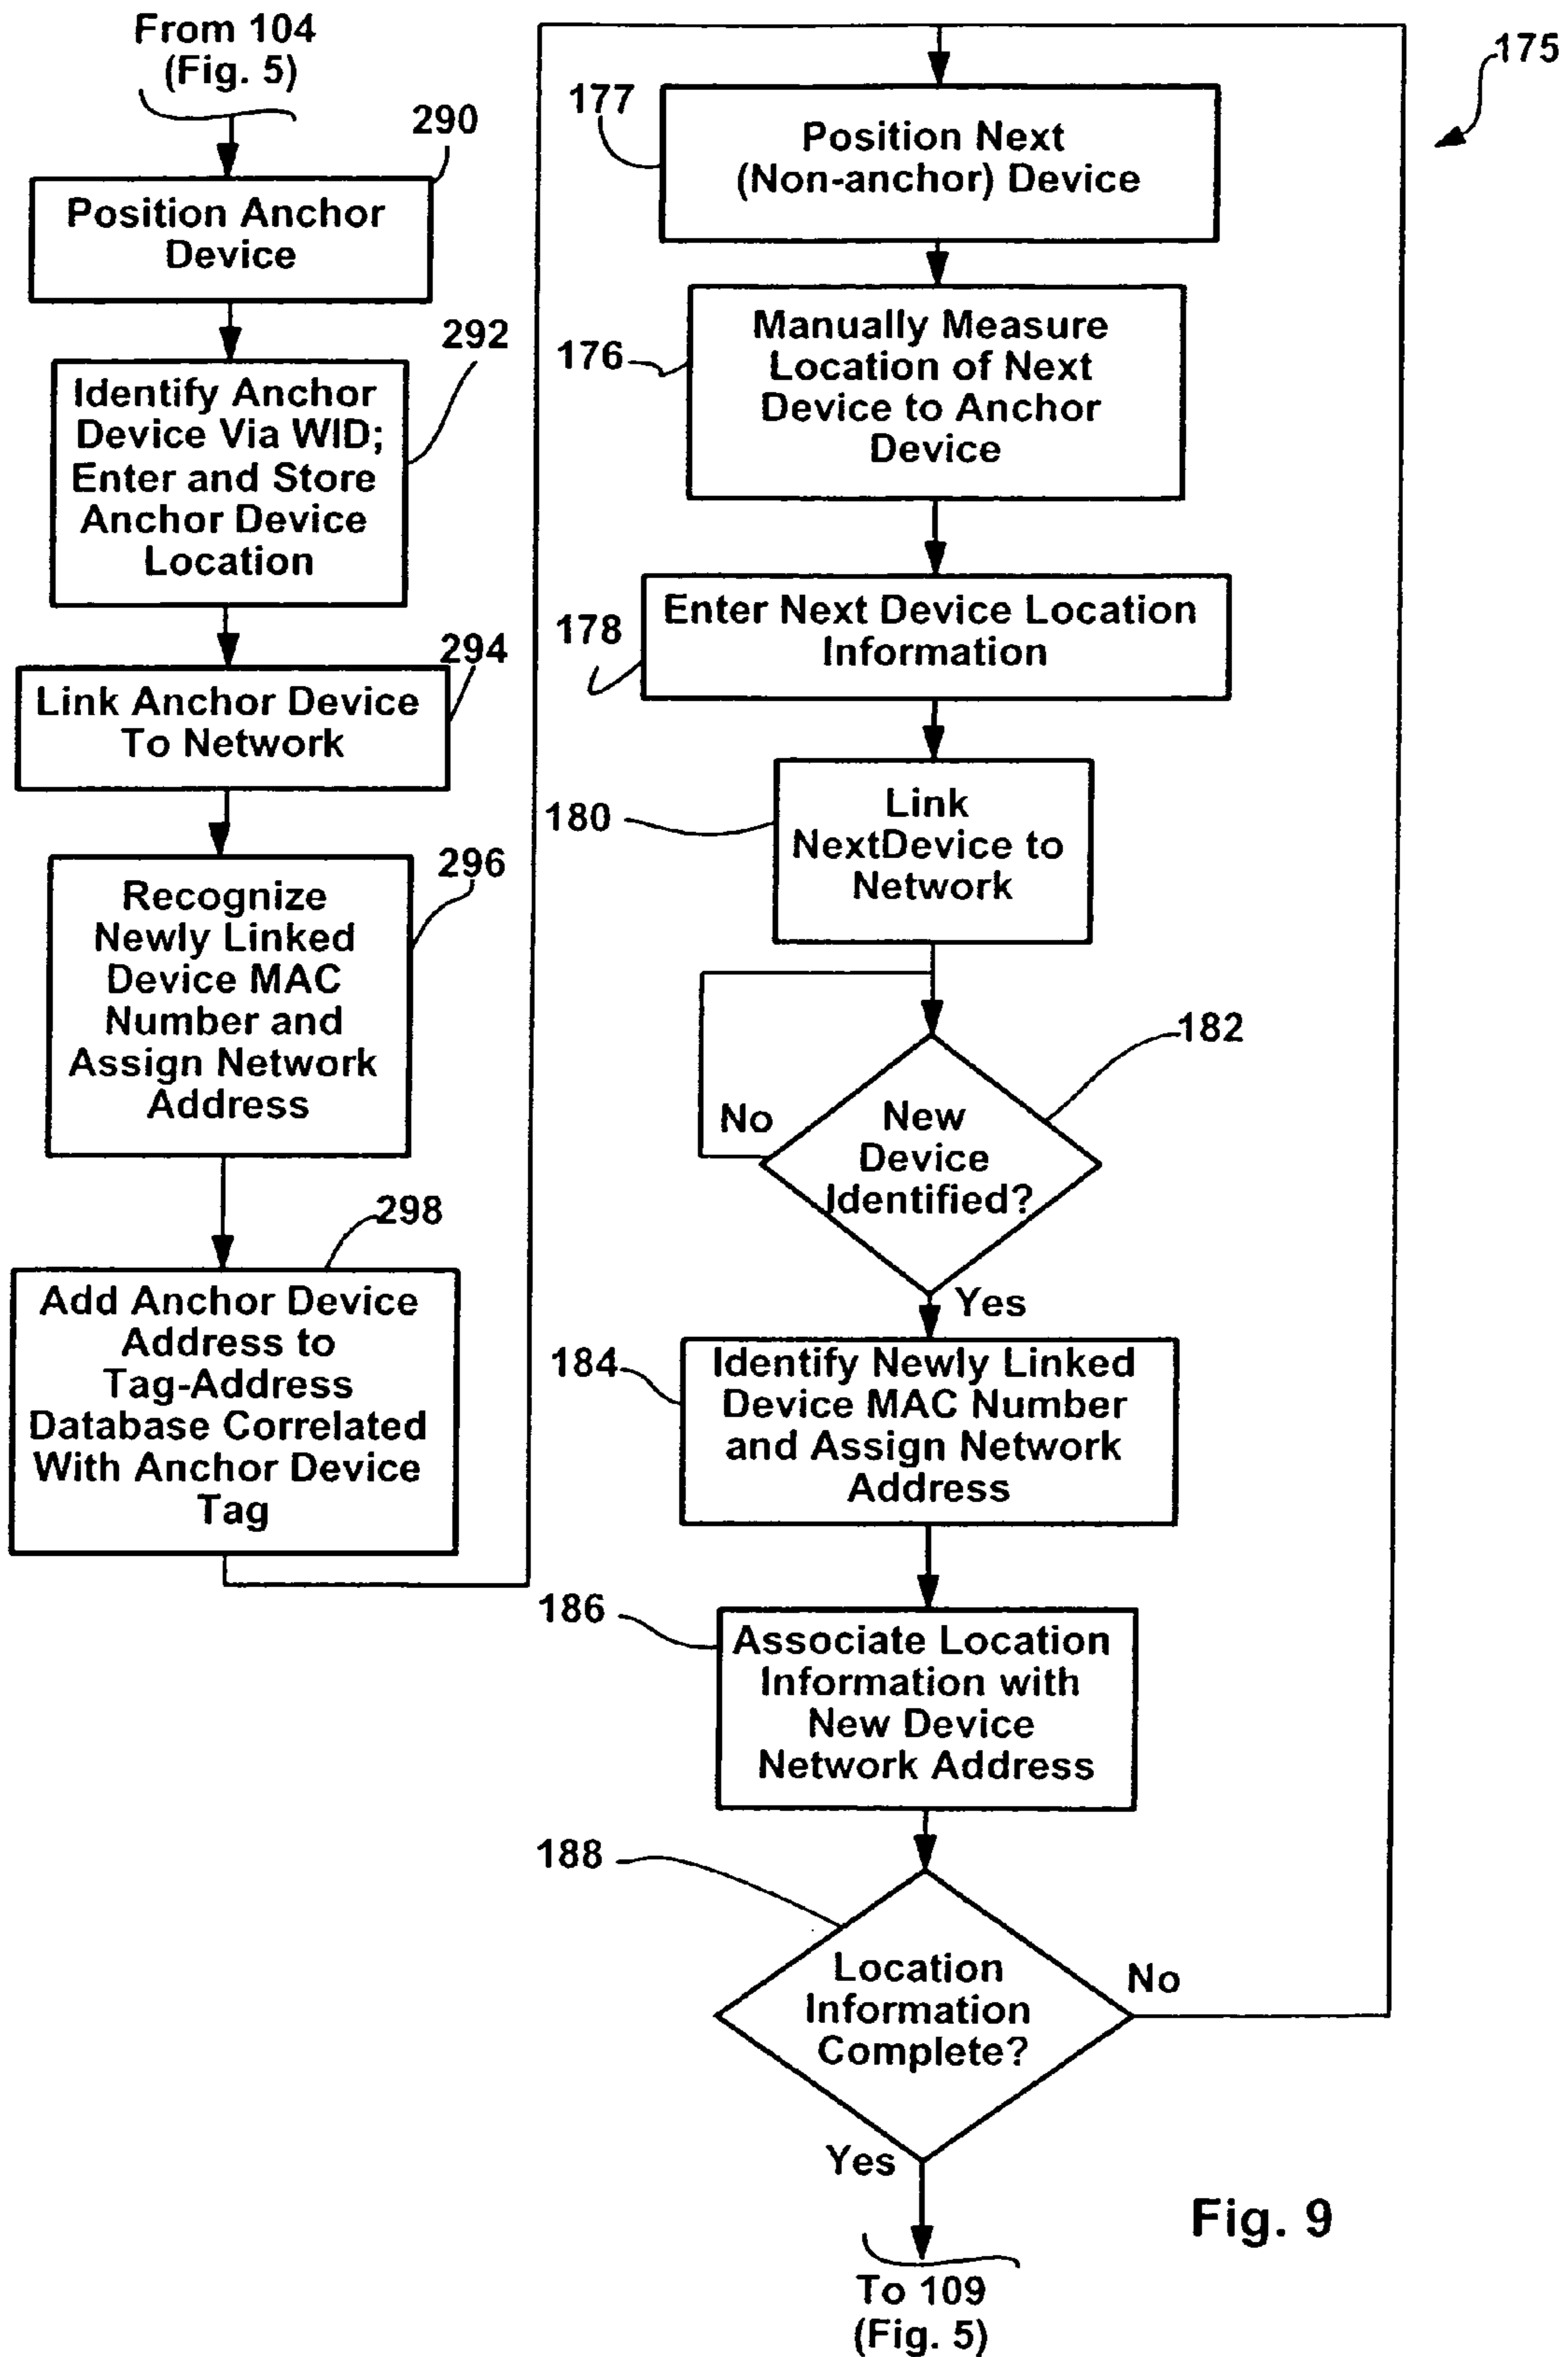 From 104
(Fig. 5)
290
Position Anchor
Device
292
Identify Anchor
Device Via WID;
Enter and Store
Anchor Device
Location
294
Link Anchor Device
To Network
296
Recognize
Newly Linked
Device MAC
Number and
Assign Network
Address
298
Add Anchor Device
Address to
Tag-Address
Database Correlated
With Anchor Device
Tag
175
177
Position Next
(Non-anchor) Device
176
Manually Measure
Location of Next
Device to Anchor
Device
178
Enter Next Device Location
Information
180
Link
NextDevice to
Network
182
No
New
Device
Identified?
Yes
184
Identify Newly Linked
Device MAC Number
and Assign Network
Address
186
Associate Location
Information with
New Device
Network Address
188
Location
Information
Complete?
No
Yes
To 109
(Fig. 5)
Fig. 9